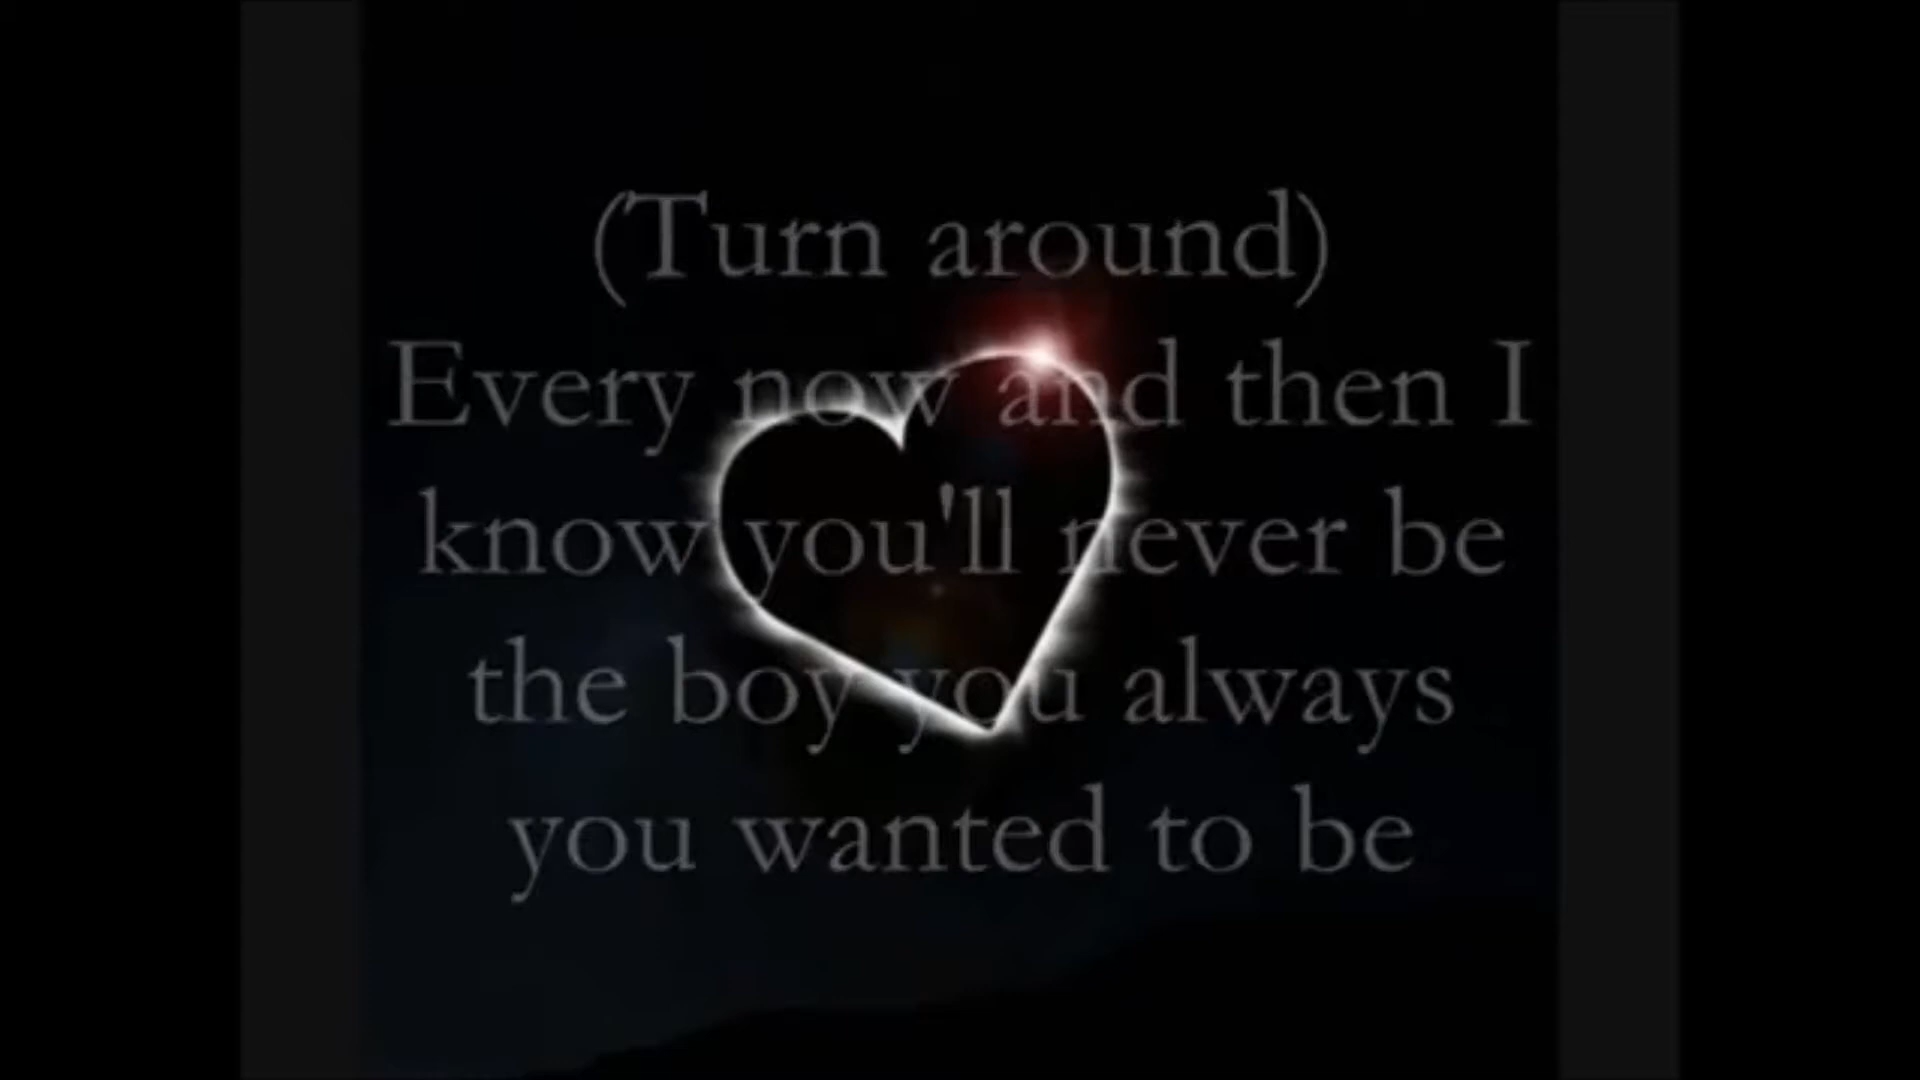 (Turn around)
Every now and then I
know you'll never be
the boy you always
you wanted to be